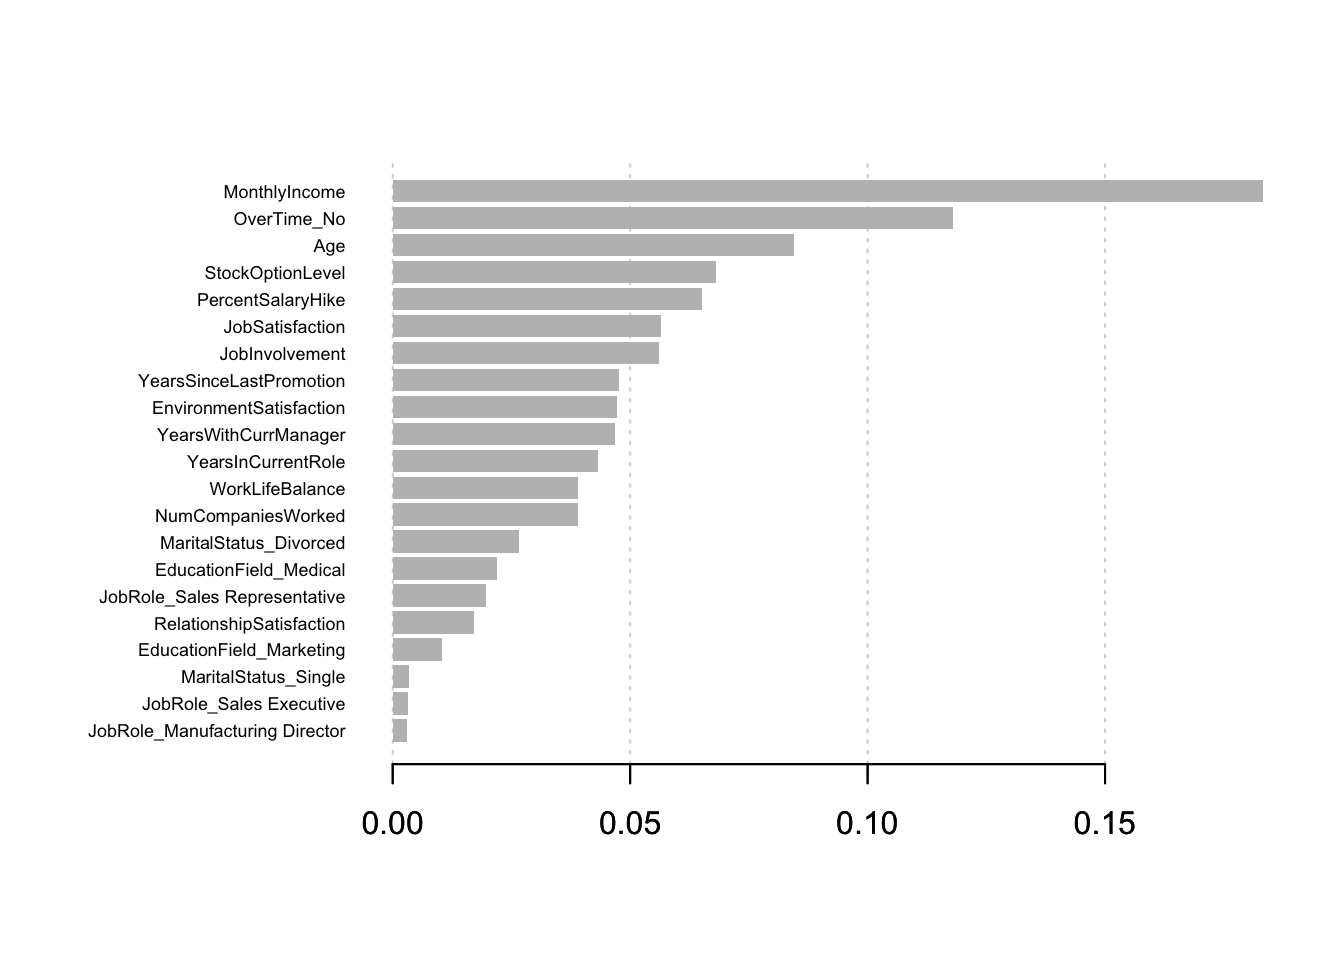 MonthlyIncome
OverTime_No
Age
StockOptionLevel
PercentSalaryHike
JobSatisfaction
JobInvolvement
YearsSinceLastPromotion
EnvironmentSatisfaction
YearsWithCurrManager
YearsInCurrentRole
WorkLifeBalance
NumCompaniesWorked
MaritalStatus_Divorced
EducationField_Medical
JobRole_Sales Representative
RelationshipSatisfaction
EducationField_Marketing
MaritalStatus_Single
JobRole_Sales Executive
JobRole_Manufacturing Director
0.00 0.05 0.10 0.15